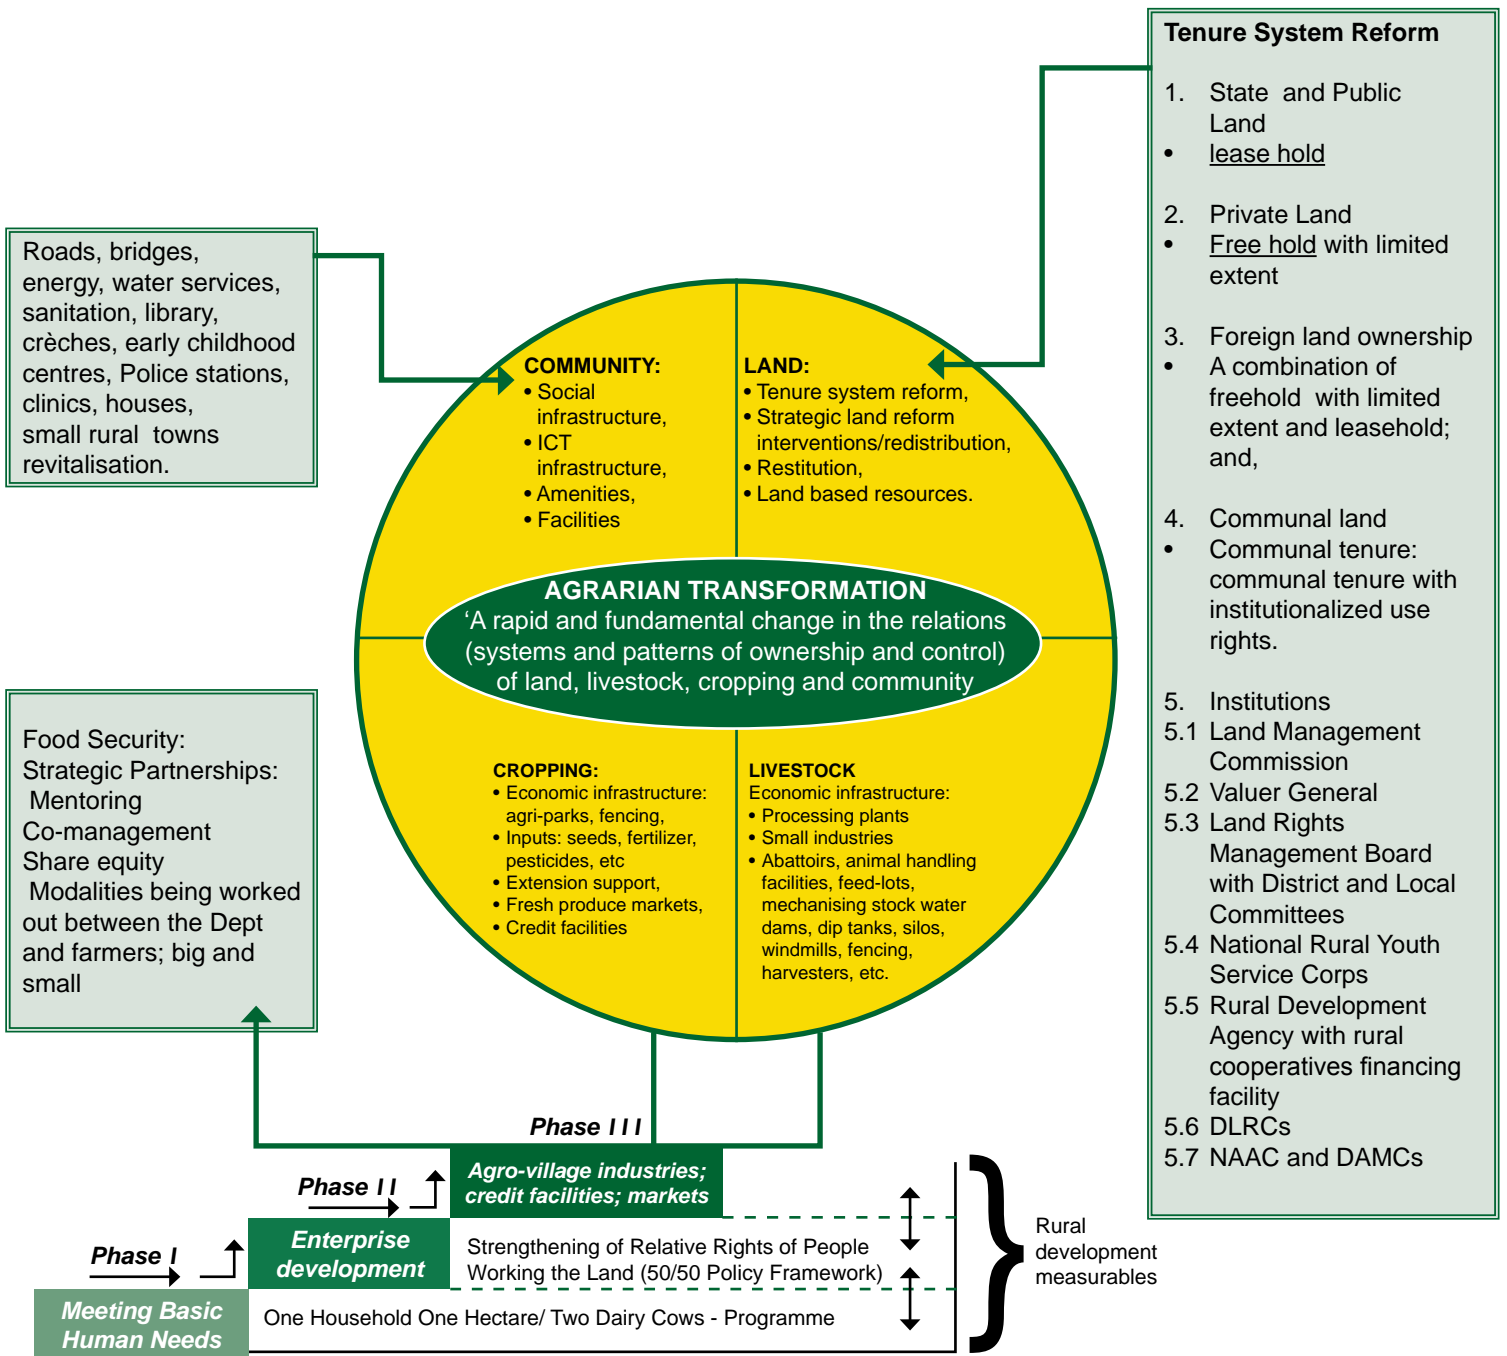 Tenure System Reform
1. State and Public
Land
• lease hold
2. Private Land
• Free hold with limited
extent
3. Foreign land ownership
• A combination of
freehold with limited
extent and leasehold;
and,
4. Communal land
• Communal tenure:
communal tenure with
institutionalized use
rights.
5. Institutions
5.1 Land Management
Commission
5.2 Valuer General
5.3 Land Rights
Management Board
with District and Local
Committees
5.4 National Rural Youth
Service Corps
5.5 Rural Development
Agency with rural
cooperatives financing
facility
5.6 DLRCs
5.7 NAAC and DAMCs
Roads, bridges,
energy, water services,
sanitation, library,
crèches, early childhood
centres, Police stations,
clinics, houses,
small rural towns
revitalisation.
COMMUNITY:
• Social
infrastructure,
• ICT
infrastructure,
• Amenities,
• Facilities
LAND:
• Tenure system reform,
• Strategic land reform
interventions/redistribution,
• Restitution,
• Land based resources.
AGRARIAN TRANSFORMATION
‘A rapid and fundamental change in the relations
(systems and patterns of ownership and control)
of land, livestock, cropping and community
Food Security:
Strategic Partnerships:
Mentoring
Co-management
Share equity
Modalities being worked
out between the Dept
and farmers; big and
small
CROPPING:
• Economic infrastructure:
agri-parks, fencing,
• Inputs: seeds, fertilizer,
pesticides, etc
• Extension support,
• Fresh produce markets,
• Credit facilities
LIVESTOCK
Economic infrastructure:
• Processing plants
• Small industries
• Abattoirs, animal handling
facilities, feed-lots,
mechanising stock water
dams, dip tanks, silos,
windmills, fencing,
harvesters, etc.
Phase III
Agro-village industries;
credit facilities; markets
Phase II
Enterprise
development
Strengthening of Relative Rights of People
Working the Land (50/50 Policy Framework)
Phase I
Meeting Basic
Human Needs
One Household One Hectare/ Two Dairy Cows - Programme
Rural
development
measurables